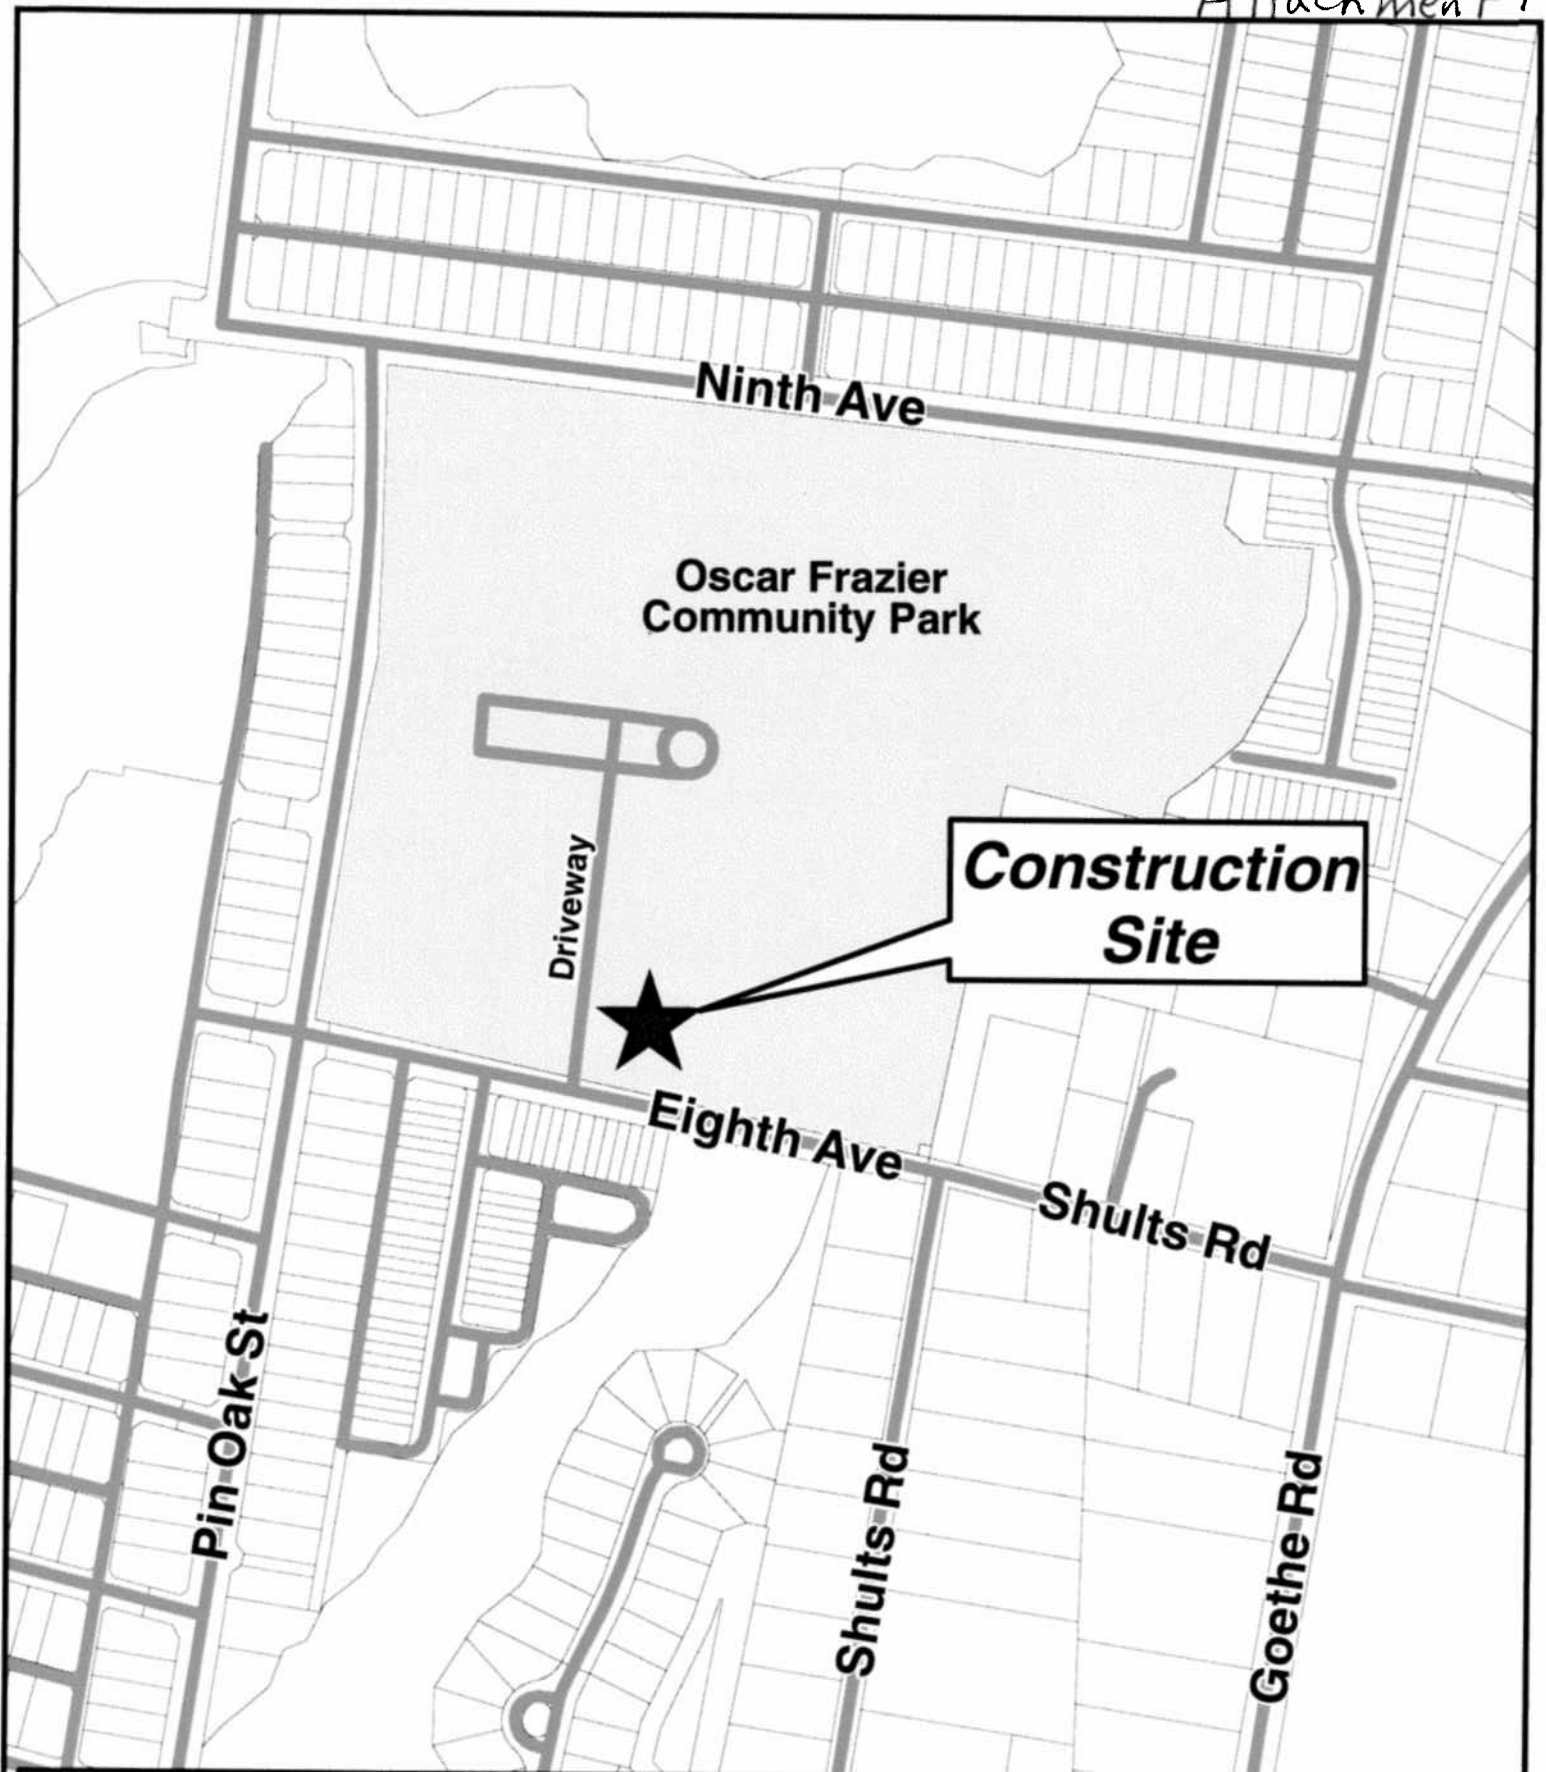 Attachment
Ninth Ave
Oscar Frazier
Community Park
Driveway
Construction
Site
Eighth Ave
Shults Rd
Pin Oak St
Shults Rd
Goethe Rd